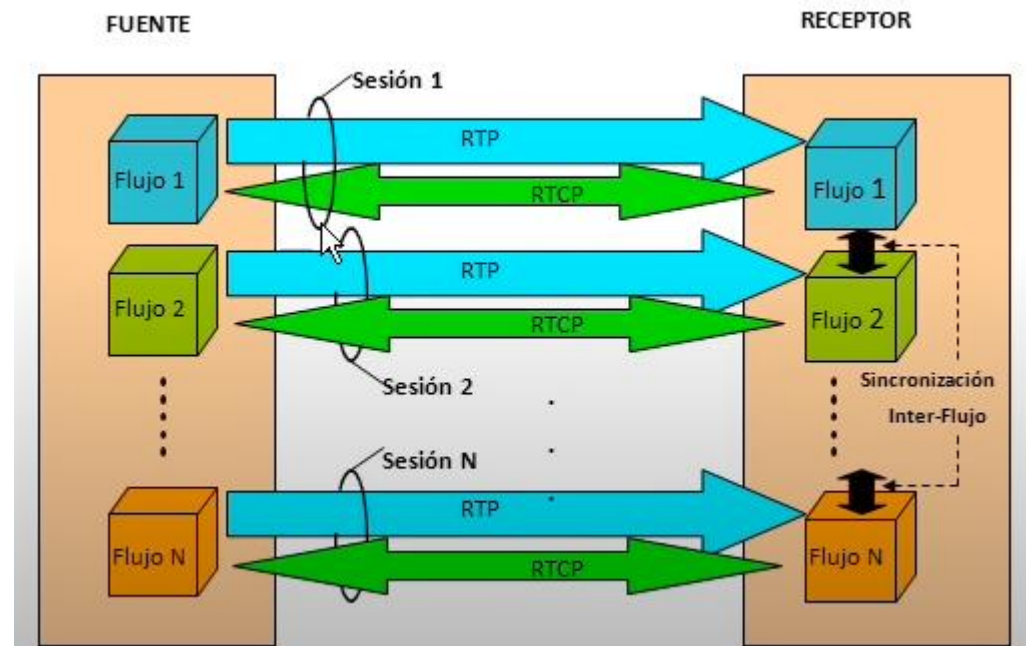 FUENTE
RECEPTOR
Sesión 1
RTP
Flujo 1
Flujo 1
RTCP
RTP
Flujo 2
Flujo 2
RTCP
Sesión 2
Sincronización
Inter-Flujo
Sesión N
RTP
Flujo N
Flujo N
RTCP